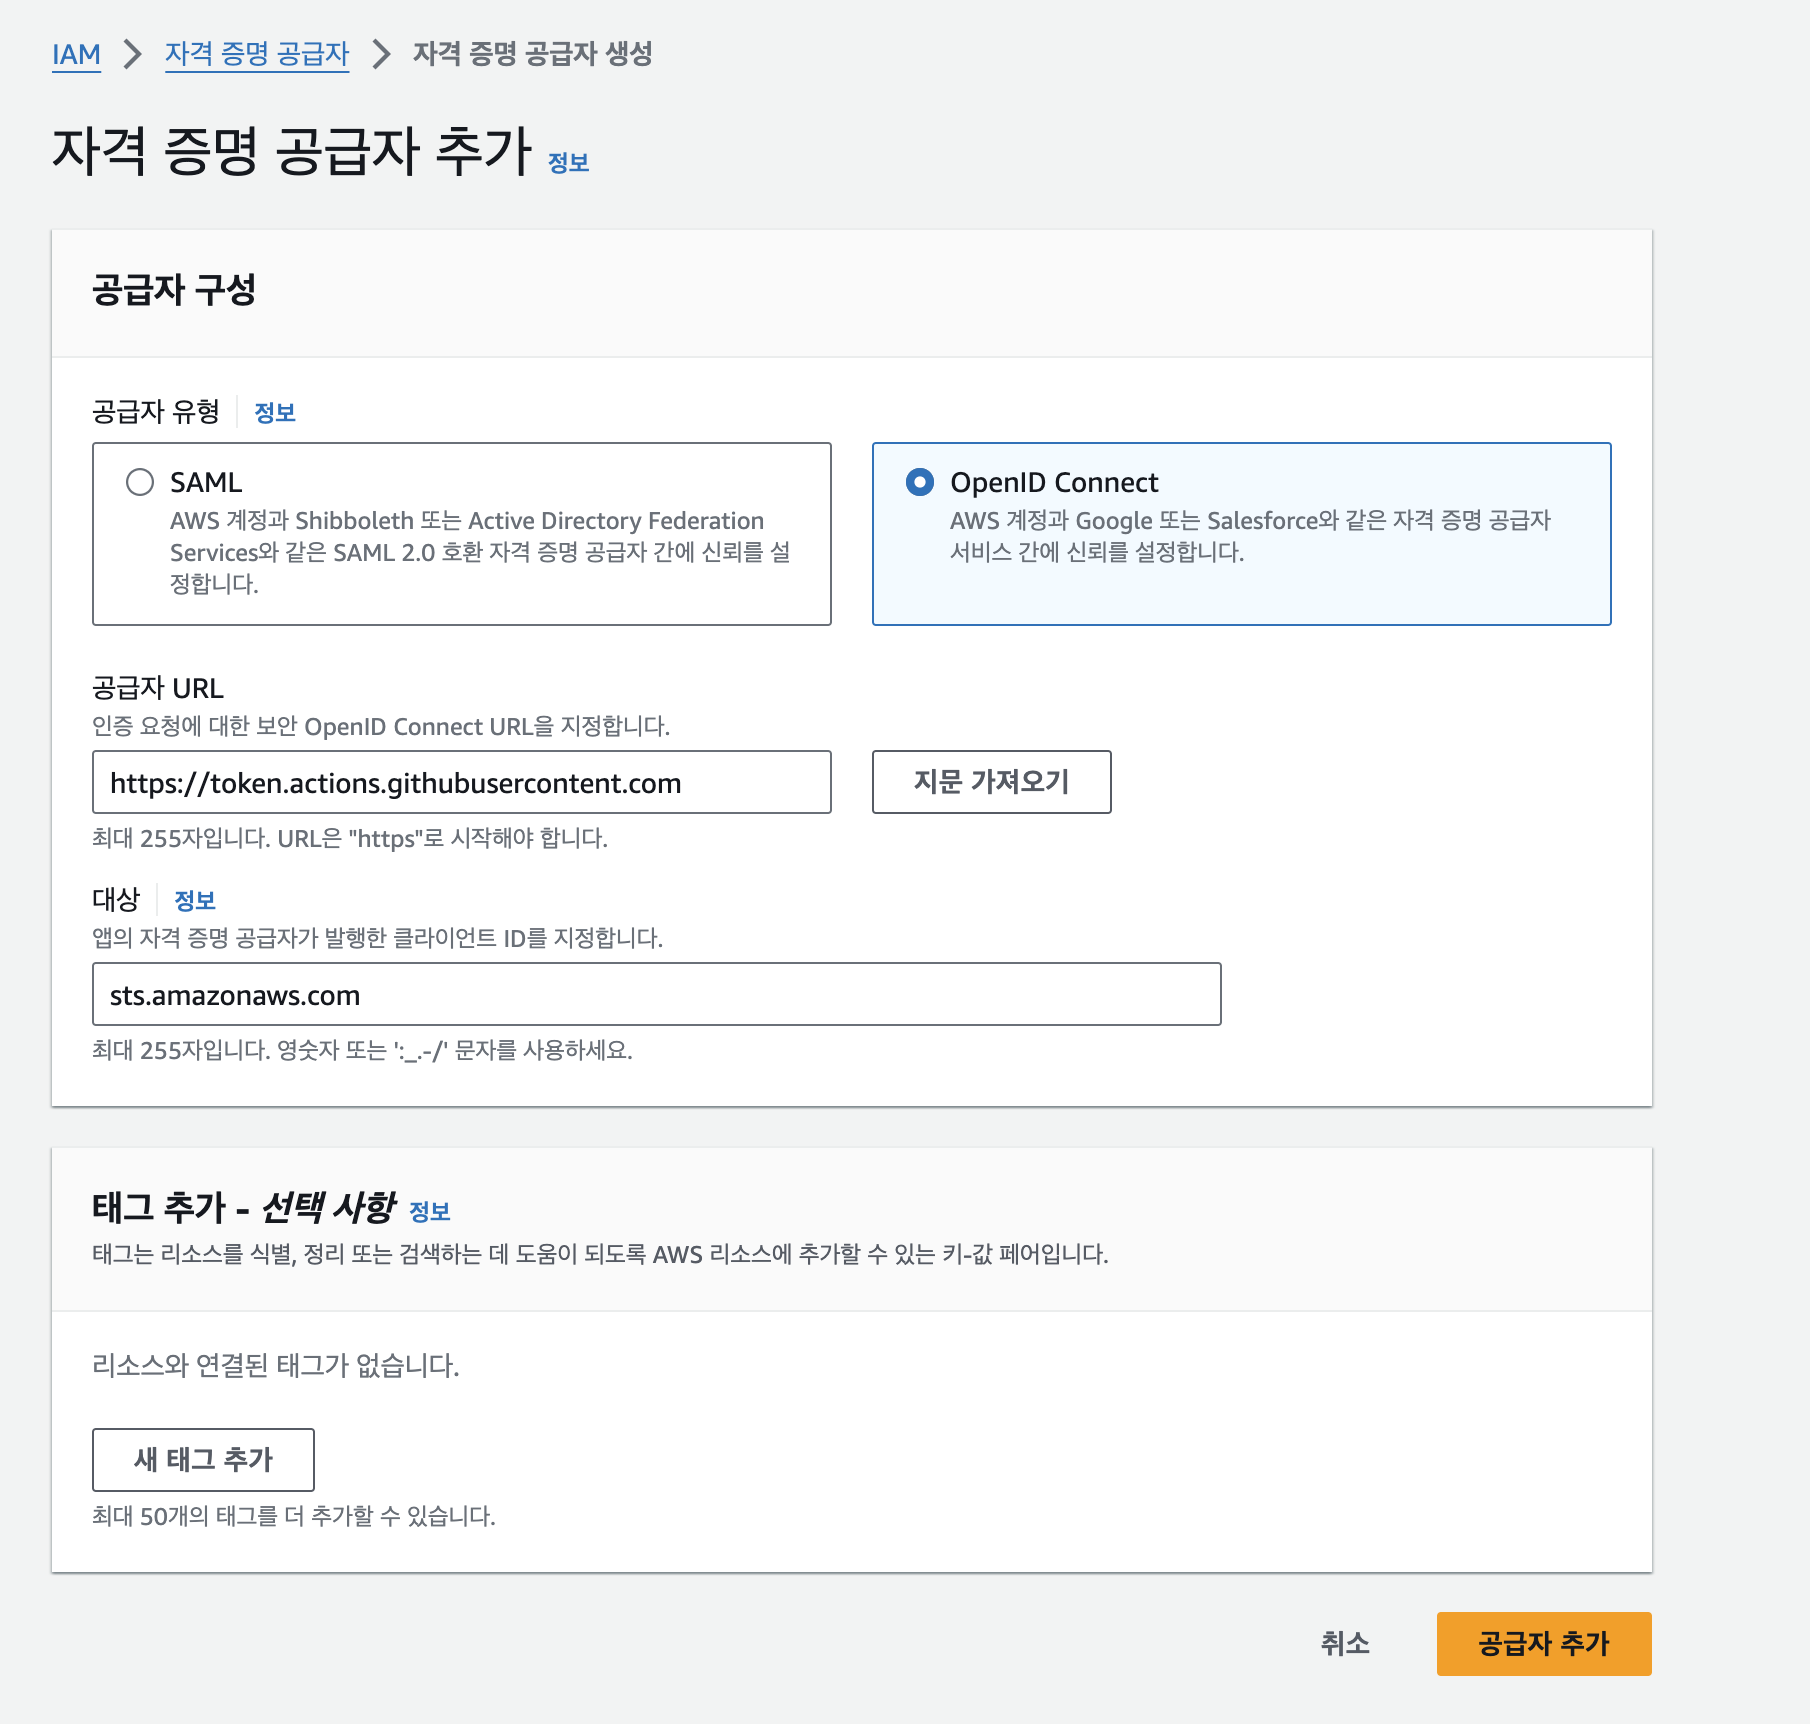 IAM > 자격 증명 공급자 > 자격 증명 공급자 생성
자격 증명 공급자 추가 정보
공급자 구성
공급자 유형 정보
SAML
AWS 계정과 Shibboleth 또는 Active Directory Federation
Services와 같은 SAML 2.0 호환 자격 증명 공급자 간에 신뢰를 설
정합니다.
OpenID Connect
AWS 계정과 Google 또는 Salesforce와 같은 자격 증명 공급자
서비스 간에 신뢰를 설정합니다.
공급자 URL
인증 요청에 대한 보안 OpenID Connect URL을 지정합니다.
https://token.actions.githubusercontent.com
지문 가져오기
최대 255자입니다. URL은 "https"로 시작해야 합니다.
대상 정보
앱의 자격 증명 공급자가 발행한 클라이언트 ID를 지정합니다.
sts.amazonaws.com
최대 255자입니다. 영숫자 또는 ':_.-/' 문자를 사용하세요.
태그 추가 - 선택 사항 정보
태그는 리소스를 식별, 정리 또는 검색하는 데 도움이 되도록 AWS 리소스에 추가할 수 있는 키-값 페어입니다.
리소스와 연결된 태그가 없습니다.
새 태그 추가
최대 50개의 태그를 더 추가할 수 있습니다.
취소
공급자 추가